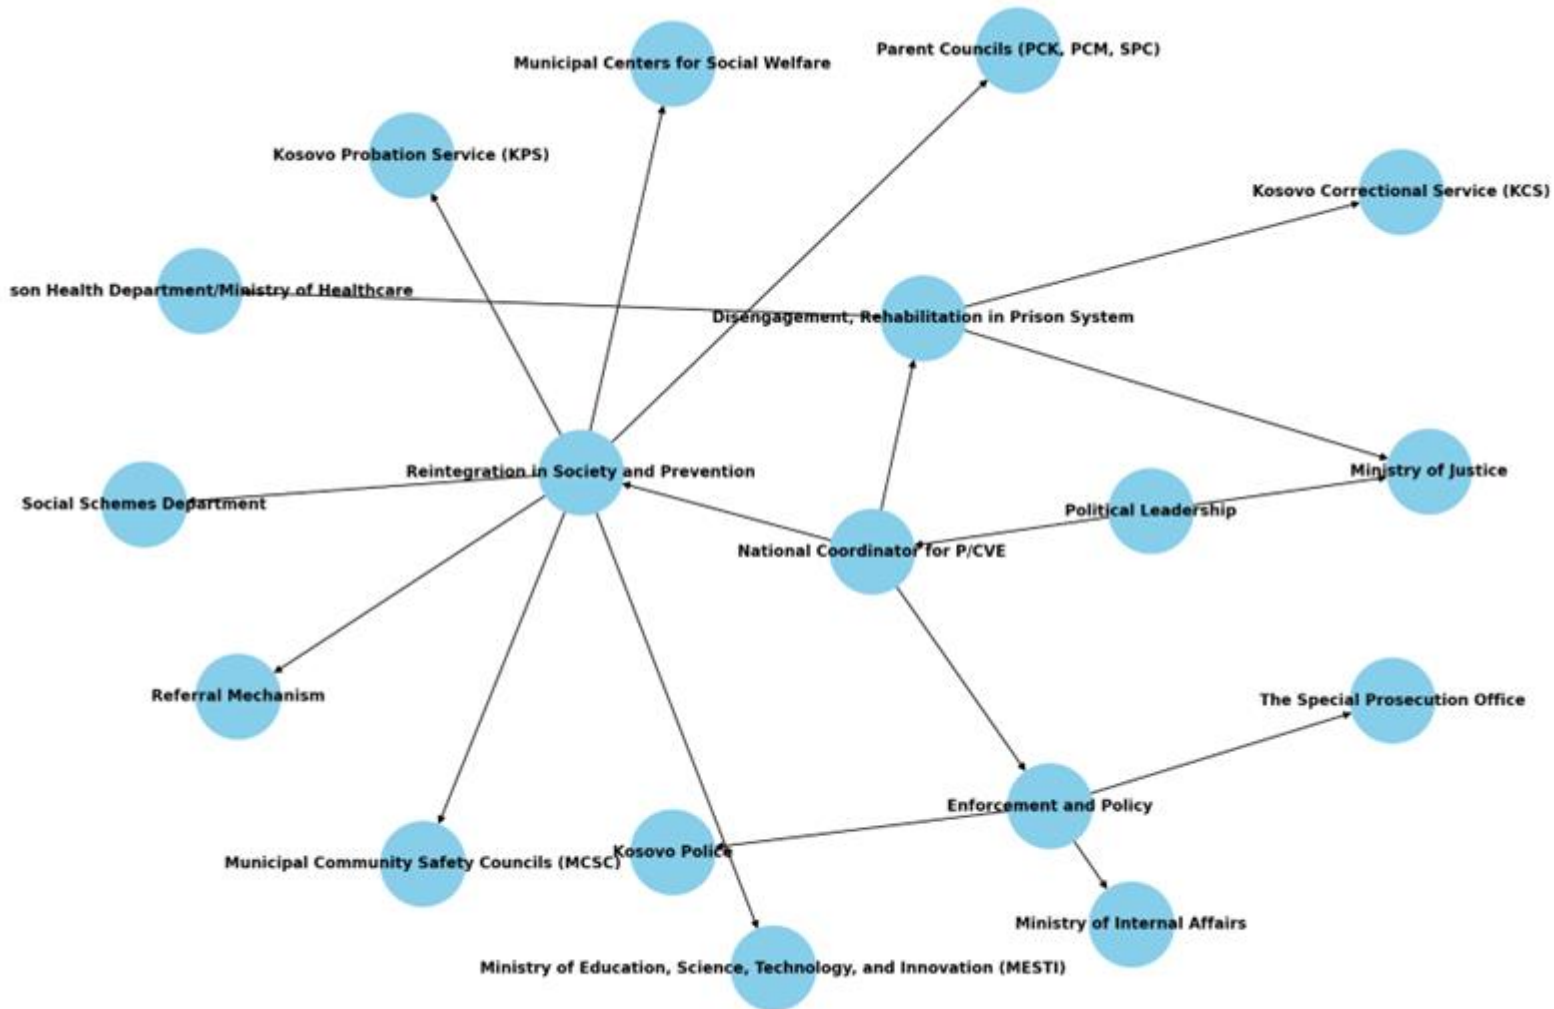 Parent Councils (PCK, PCM, SPC)
Municipal Centers for Social Welfare
Kosovo Probation Service (KPS)
Kosovo Correctional Service (KCS)
son Health Department/Ministry of Healthcare
Disengagement, Rehabilitation in Prison System
Reintegration in Society and Prevention
Ministry of Justice
Social Schemes Department
Political Leadership
National Coordinator for P/CVE
Referral Mechanism
The Special Prosecution Office
Enforcement and Policy
Kosovo Police
Municipal Community Safety Councils (MCSC)
Ministry of Internal Affairs
Ministry of Education, Science, Technology, and Innovation (MESTI)